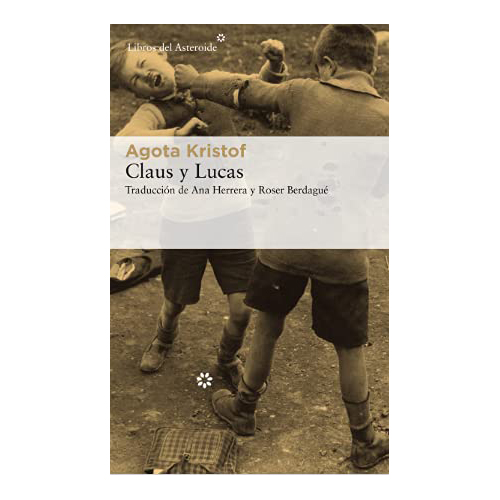 Libros del Asteroide
Agota Kristof
Claus y Lucas
Traducción de Ana Herrera y Roser Berdagué